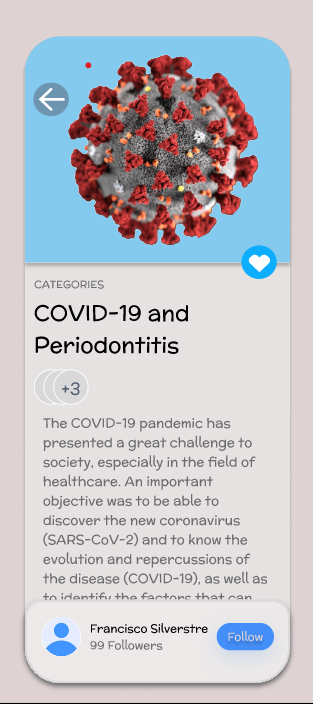 CATEGORIES
COVID-19 and
Periodontitis
+3
The COVID-19 pandemic has
presented a great challenge to
society, especially in the field of
healthcare. An important
objective was to be able to
discover the new coronavirus
(SARS-CoV-2) and to know the
evolution and repercussions of
the disease (COVID-19), as well as
to identify the factors that can
Francisco Silverstre
99 Followers
Follow